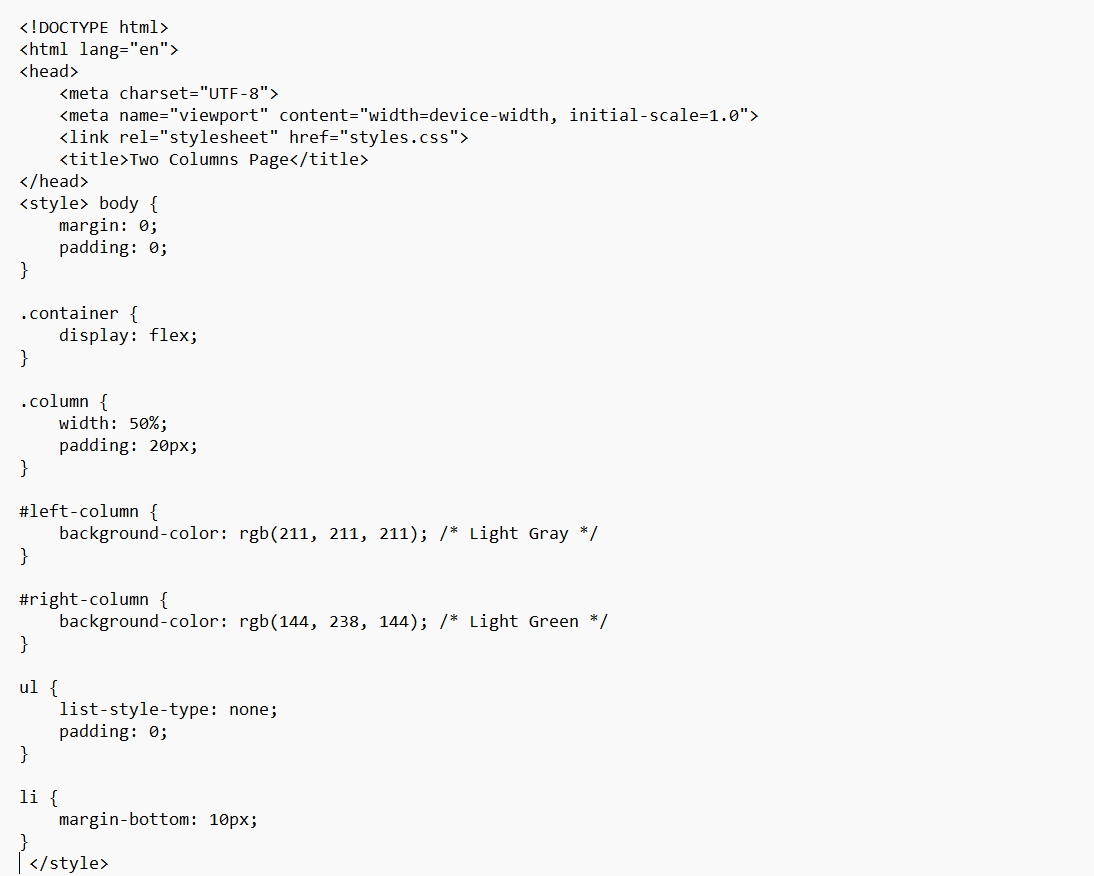 <!DOCTYPE html>
<html lang="en">
<head>
    <meta charset="UTF-8">
    <meta name="viewport" content="width=device-width, initial-scale=1.0">
    <link rel="stylesheet" href="styles.css">
    <title>Two Columns Page</title>
</head>
<style> body {
    margin: 0;
    padding: 0;
}

.container {
    display: flex;
}

.column {
    width: 50%;
    padding: 20px;
}

#left-column {
    background-color: rgb(211, 211, 211); /* Light Gray */
}

#right-column {
    background-color: rgb(144, 238, 144); /* Light Green */
}

ul {
    list-style-type: none;
    padding: 0;
}

li {
    margin-bottom: 10px;
}
 </style>